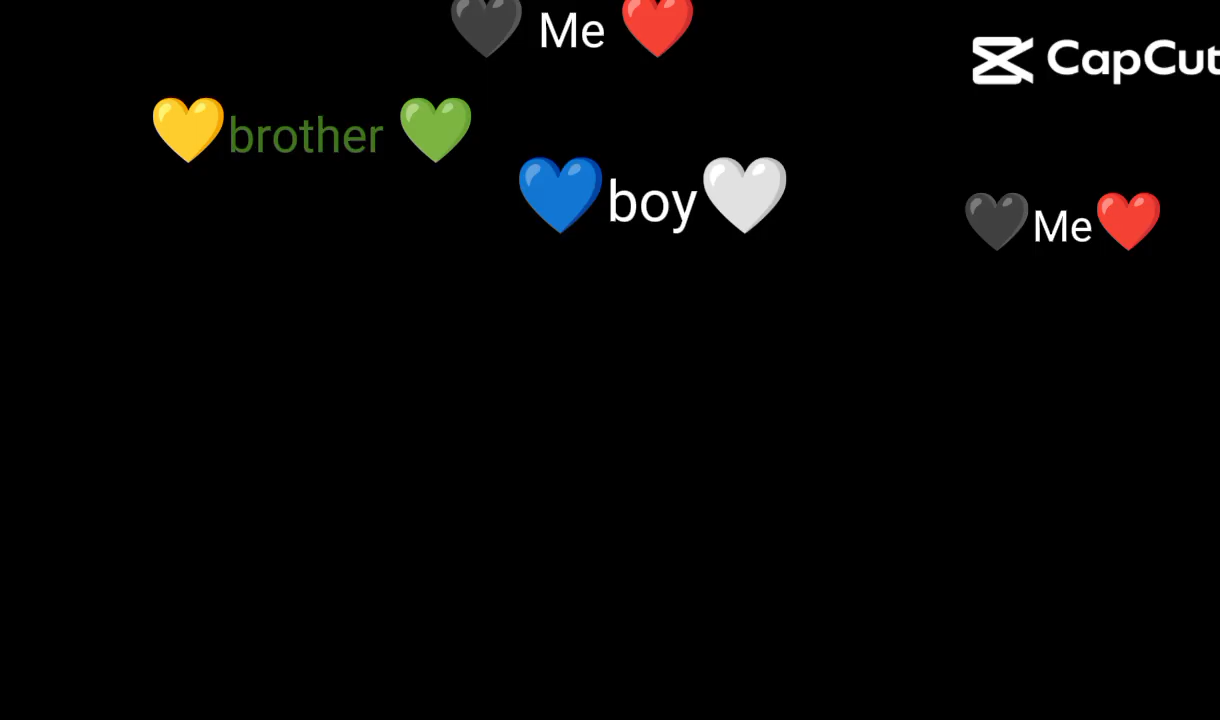 🖤 Me ❤️
CapCut
💛brother 💚
💙boy🤍
🖤Me❤️